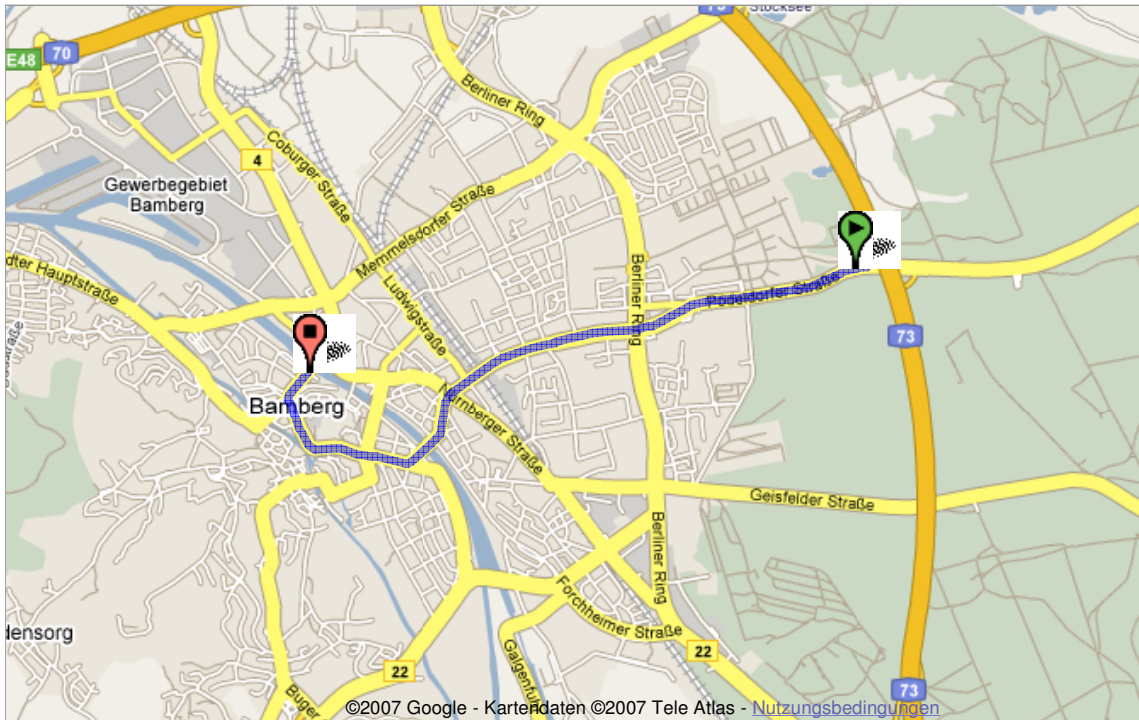 73
Stocksee
E48
70
Berliner Ring
4
Coburger Straße
Gewerbegebiet
Bamberg
Memmelsdorfer Straße
dter Hauptstraße
Berliner Ring
Ludwigstraße
Pödeldorfer Straße
73
Bamberg
Nürnberger Straße
Geisfelder Straße
Berliner Ring
Forchheimer Straße
densorg
22
22
Galgenfuhr
73
Buger
©2007 Google - Kartendaten ©2007 Tele Atlas - Nutzungsbedingungen